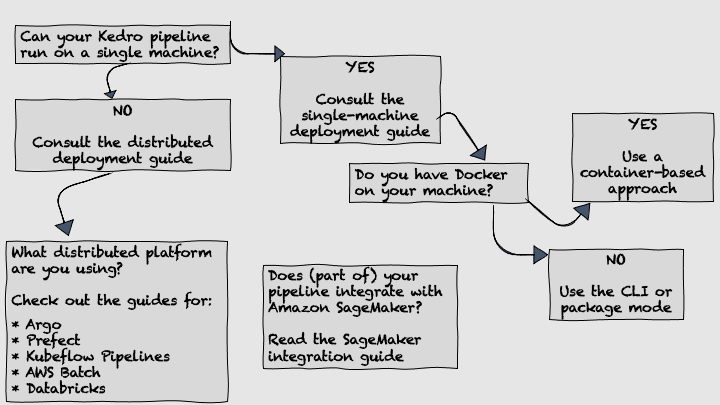 Can your Kedro pipeline
run on a single machine?
YES
Consult the
single-machine
deployment guide
NO
Consult the distributed
deployment guide
YES
Use a
container-based
approach
Do you have Docker
on your machine?
What distributed platform
are you using?
Check out the guides for:
* Argo
* Prefect
* Kubeflow Pipelines
* AWS Batch
* Databricks
Does (part of) your
pipeline integrate with
Amazon SageMaker?
Read the SageMaker
integration guide
NO
Use the CLI or
package mode